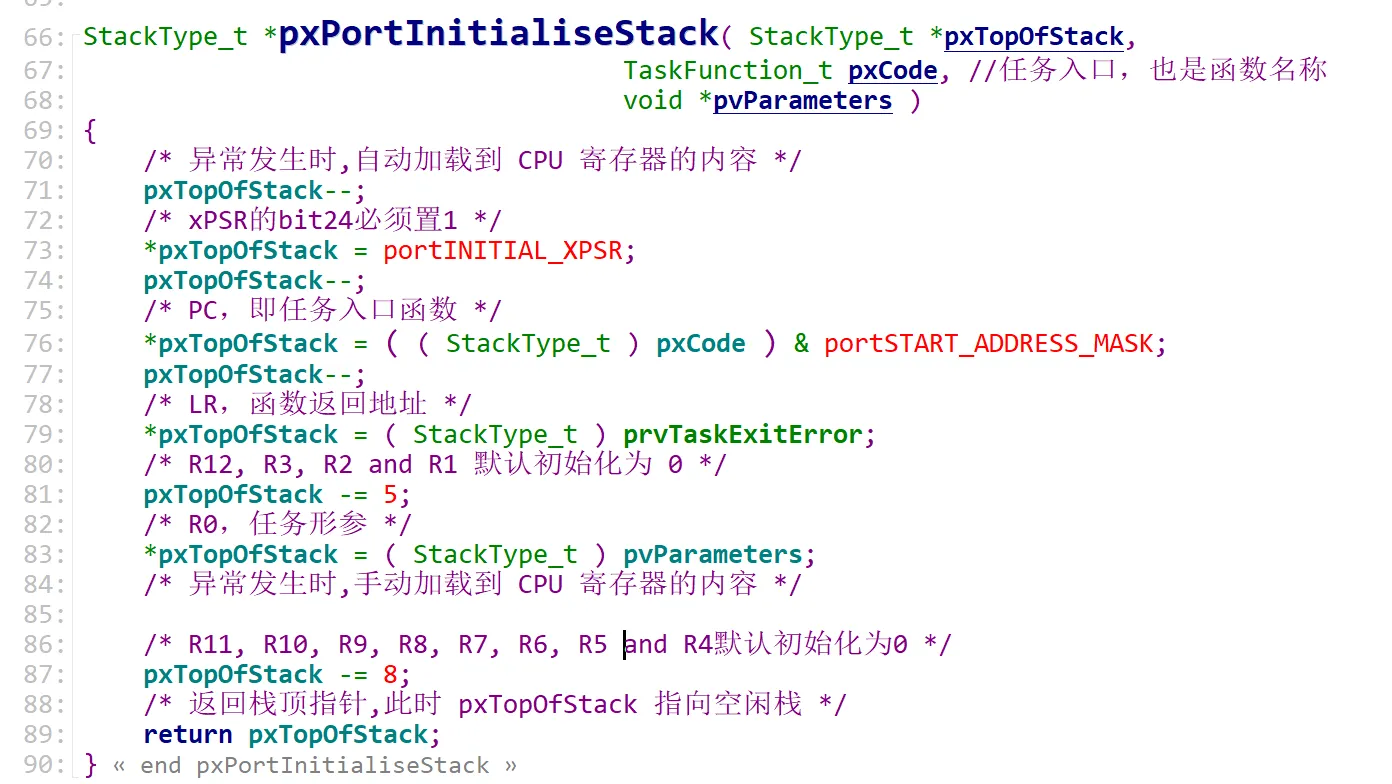 66: StackType_t *pxPortInitialiseStack( StackType_t *pxTopOfStack,
67: TaskFunction_t pxCode, //任务入口，也是函数名称
68: void *pvParameters )
69: {
70: /* 异常发生时,自动加载到 CPU 寄存器的内容 */
71: pxTopOfStack--;
72: /* xPSR的bit24必须置1 */
73: *pxTopOfStack = portINITIAL_XPSR;
74: pxTopOfStack--;
75: /* PC，即任务入口函数 */
76: *pxTopOfStack = ( ( StackType_t ) pxCode ) & portSTART_ADDRESS_MASK;
77: pxTopOfStack--;
78: /* LR，函数返回地址 */
79: *pxTopOfStack = ( StackType_t ) prvTaskExitError;
80: /* R12, R3, R2 and R1 默认初始化为 0 */
81: pxTopOfStack -= 5;
82: /* R0，任务形参 */
83: *pxTopOfStack = ( StackType_t ) pvParameters;
84: /* 异常发生时,手动加载到 CPU 寄存器的内容 */
85:
86: /* R11, R10, R9, R8, R7, R6, R5 and R4默认初始化为0 */
87: pxTopOfStack -= 8;
88: /* 返回栈顶指针,此时 pxTopOfStack 指向空闲栈 */
89: return pxTopOfStack;
90: } « end pxPortInitialiseStack »